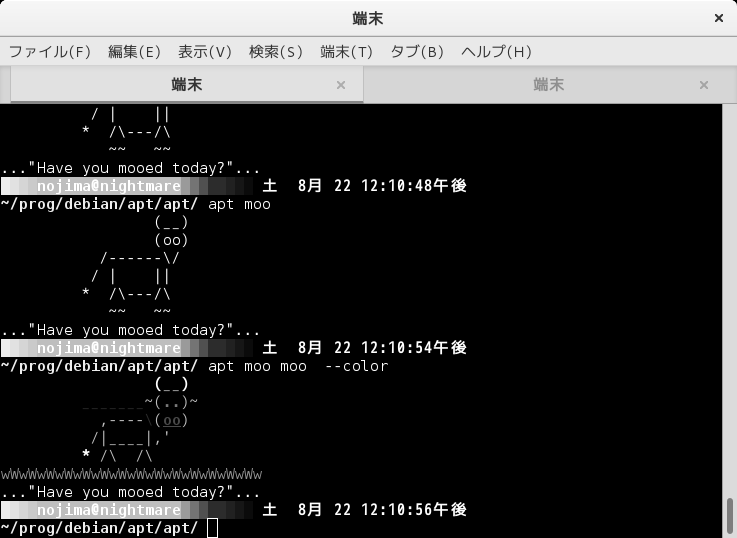 端末
ファイル(F) 編集(E) 表示(V) 検索(S) 端末(T) タブ(B) ヘルプ(H)
端末 × 端末 ×
          / |    ||
         *  /\---/\
            ~~   ~~
..."Have you mooed today?"...
nojima@nightmare 土  8月 22 12:10:48午後
~/prog/debian/apt/apt/ apt moo
                 (__)
                 (oo)
           /------\/
          / |    ||
         *  /\---/\
            ~~   ~~
..."Have you mooed today?"...
nojima@nightmare 土  8月 22 12:10:54午後
~/prog/debian/apt/apt/ apt moo moo  --color
                 (__)
         _______~(..)~
           ,----\(oo)
          /|____|,'
         * /\  /\
wWwWwWwWwWwWwWwWwWwWwWwWwWwWw
..."Have you mooed today?"...
nojima@nightmare 土  8月 22 12:10:56午後
~/prog/debian/apt/apt/